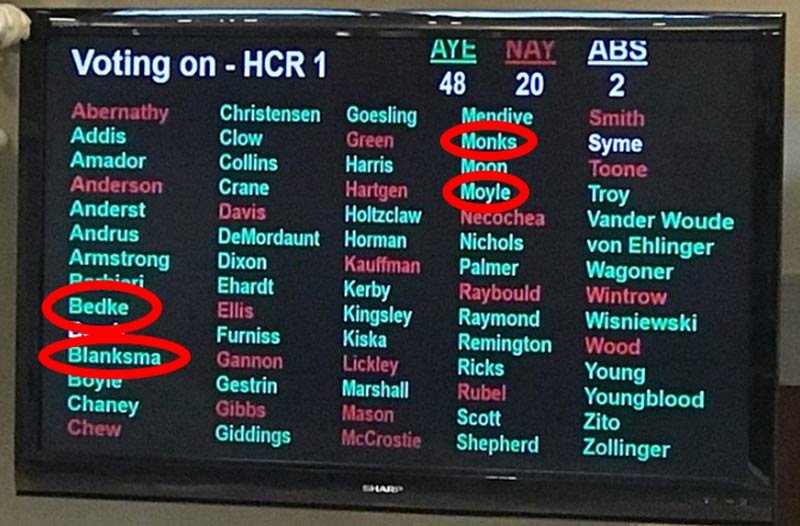 Voting on - HCR 1 AYE NAY ABS
48 20 2
Abernathy Christensen Goesling Mendive Smith
Addis Clow Green Monks Syme
Amador Collins Harris Moon Toone
Anderson Crane Hartgen Moyle Troy
Anderst Davis Holtzclaw Necochea Vander Woude
Andrus DeMordaunt Horman Nichols von Ehlinger
Armstrong Dixon Kauffman Palmer Wagoner
Barbieri Ehardt Kerby Raybould Wintrow
Bedke Ellis Kingsley Raymond Wisniewski
Furniss Kiska Remington Wood
Blanksma Gannon Lickley Ricks Young
Boyle Gestrin Marshall Rubel Youngblood
Chaney Gibbs Mason Scott Zito
Chew Giddings McCrostie Shepherd Zollinger
SHARP